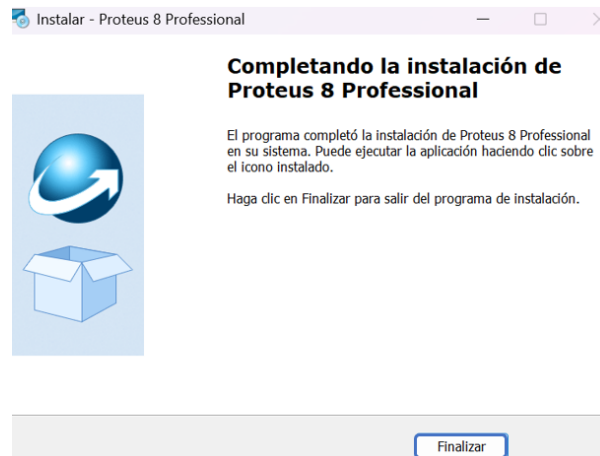 Instalar - Proteus 8 Professional
Completando la instalación de
Proteus 8 Professional
El programa completó la instalación de Proteus 8 Professional
en su sistema. Puede ejecutar la aplicación haciendo clic sobre
el icono instalado.
Haga clic en Finalizar para salir del programa de instalación.
Finalizar